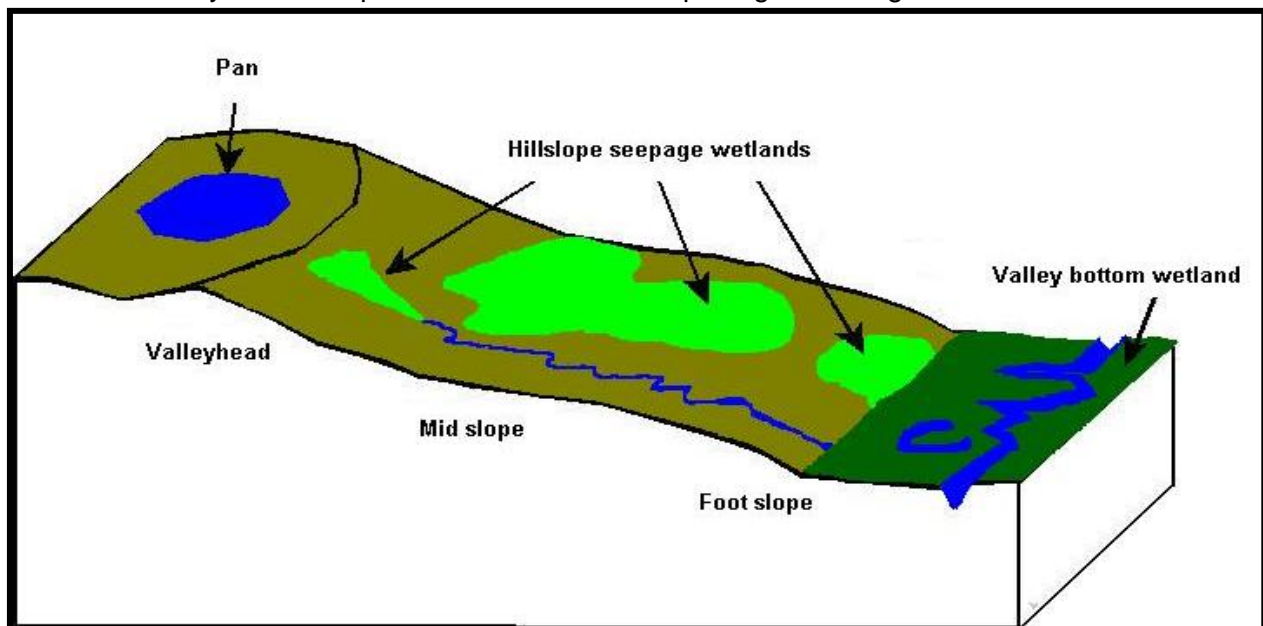 Pan
Hillslope seepage wetlands
Valley bottom wetland
Valleyhead
Mid slope
Foot slope